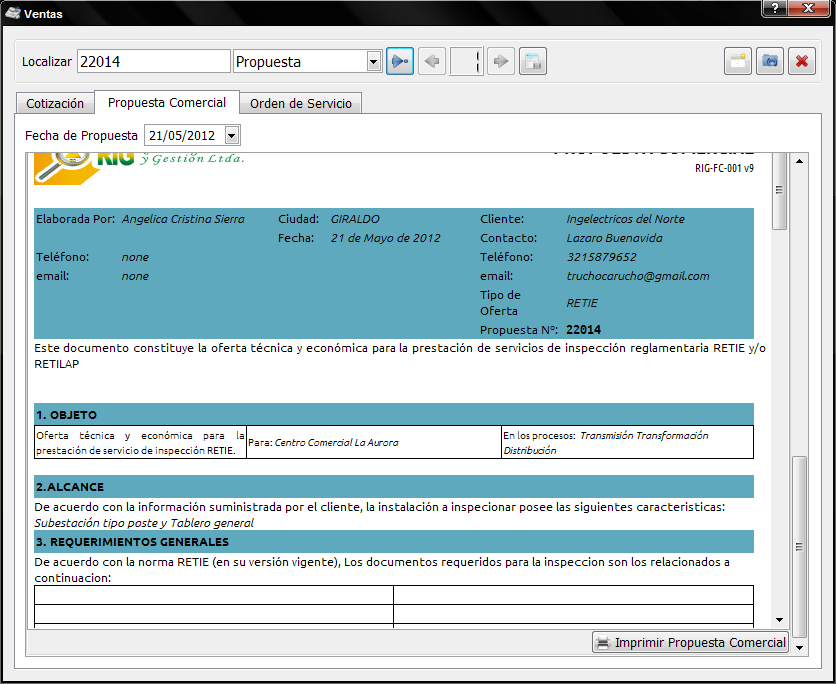 Ventas
Localizar 22014 Propuesta
Cotización Propuesta Comercial Orden de Servicio
Fecha de Propuesta 21/05/2012
RIG
y Gestión Ltda.
PROPUESTA COMERCIAL
RIG-FC-001 v9
Elaborada Por: Angelica Cristina Sierra Ciudad: GIRALDO Cliente: Ingelectricos del Norte
Fecha: 21 de Mayo de 2012 Contacto: Lazaro Buenavida
Teléfono: none Teléfono: 3215879652
email: none email: truchocarucho@gmail.com
Tipo de
Oferta RETIE
Propuesta Nº: 22014
Este documento constituye la oferta técnica y económica para la prestación de servicios de inspección reglamentaria RETIE y/o
RETILAP
1. OBJETO
Oferta técnica y económica para la
prestación de servicio de inspección RETIE.
Para: Centro Comercial La Aurora
En los procesos: Transmisión Transformación
Distribución
2.ALCANCE
De acuerdo con la información suministrada por el cliente, la instalación a inspecionar posee las siguientes caracteristicas:
Subestación tipo poste y Tablero general
3. REQUERIMIENTOS GENERALES
De acuerdo con la norma RETIE (en su versión vigente), Los documentos requeridos para la inspeccion son los relacionados a
continuacion:
Imprimir Propuesta Comercial